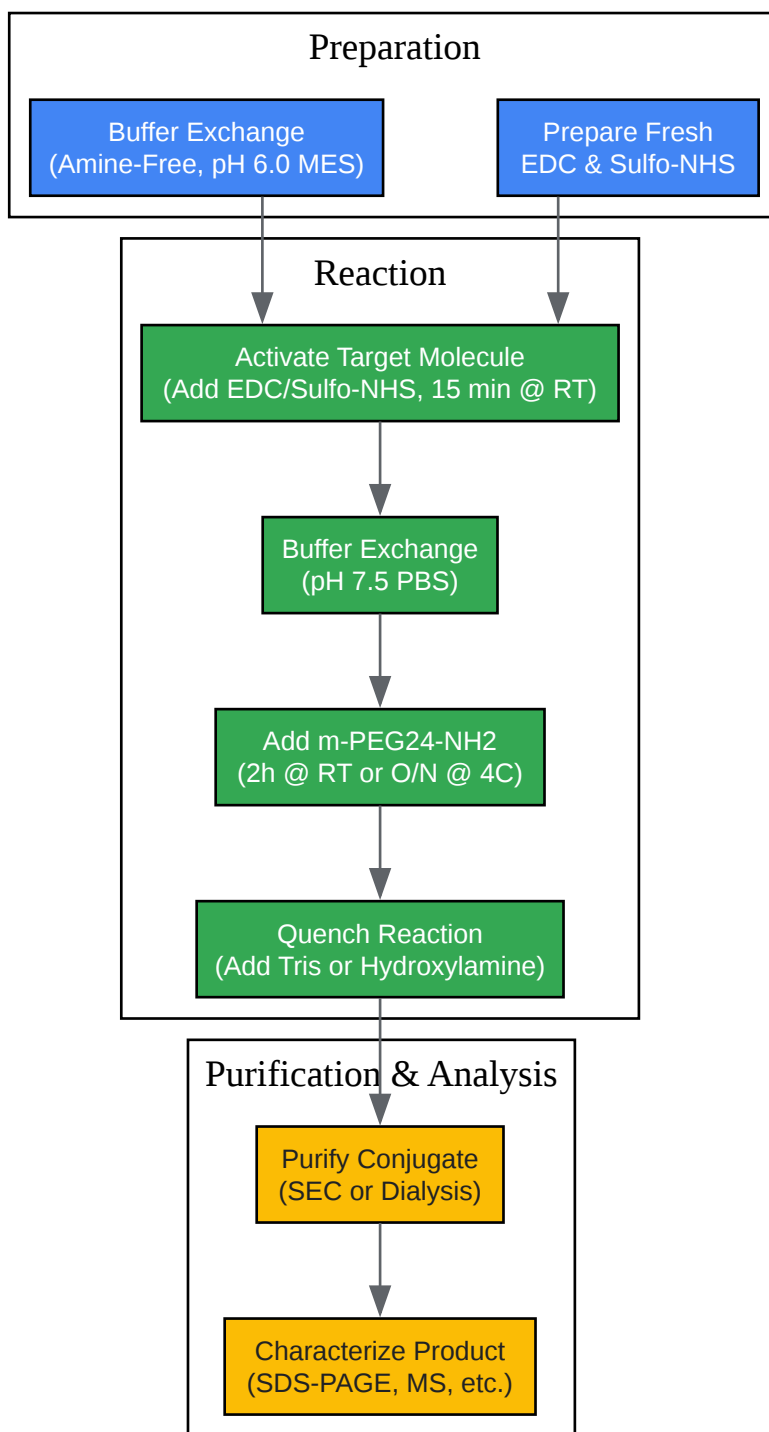 Preparation
Buffer Exchange
(Amine-Free, pH 6.0 MES)
Prepare Fresh
EDC & Sulfo-NHS
Reaction
Activate Target Molecule
(Add EDC/Sulfo-NHS, 15 min @ RT)
Buffer Exchange
(pH 7.5 PBS)
Add m-PEG24-NH2
(2h @ RT or O/N @ 4C)
Quench Reaction
(Add Tris or Hydroxylamine)
Purification & Analysis
Purify Conjugate
(SEC or Dialysis)
Characterize Product
(SDS-PAGE, MS, etc.)